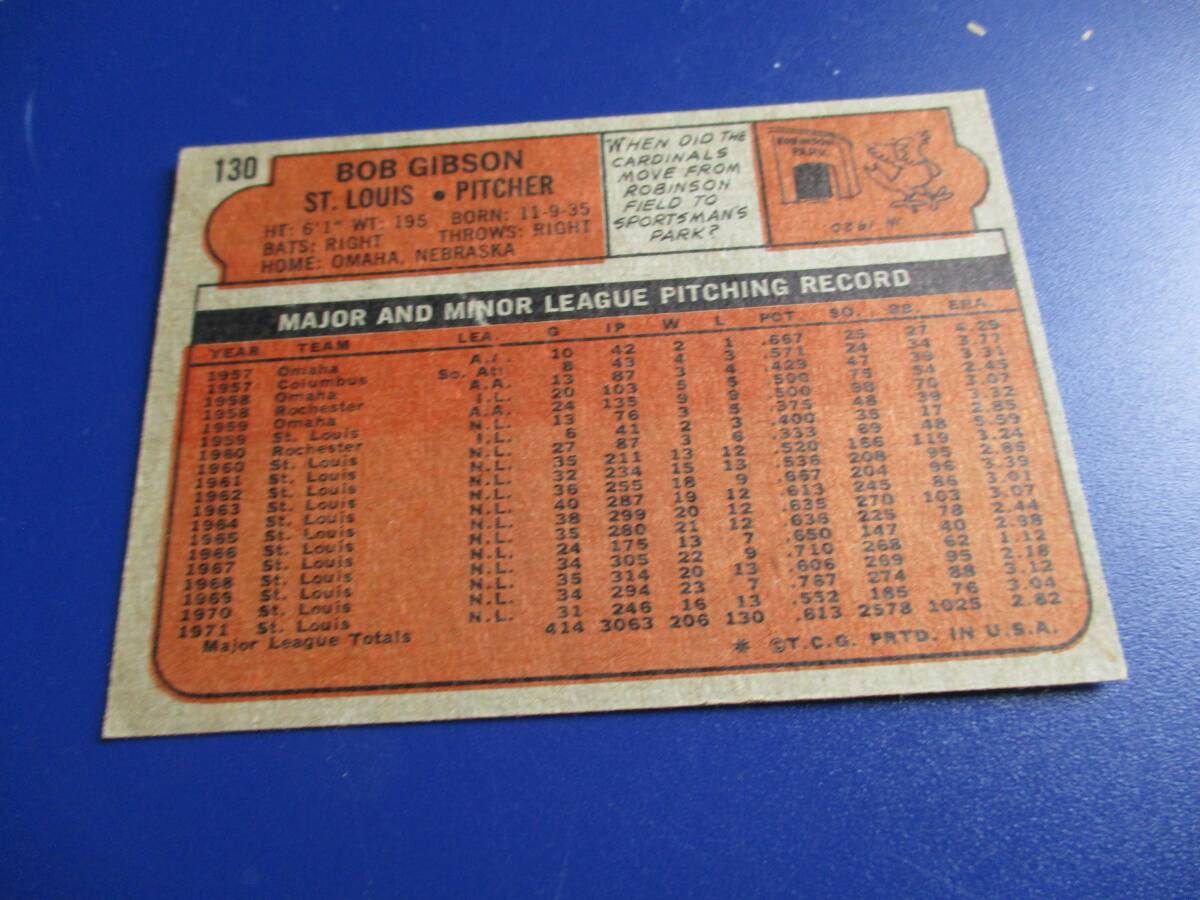 130
BOB GIBSON
ST. LOUIS • PITCHER
HT: 6'1" WT: 195 BORN: 11-9-35
BATS: RIGHT THROWS: RIGHT
HOME: OMAHA, NEBRASKA
WHEN DID THE
CARDINALS
MOVE FROM
ROBINSON
FIELD TO
SPORTSMAN'S
PARK?
PARK
IN 1920.
MAJOR AND MINOR LEAGUE PITCHING RECORD
YEAR TEAM LEA. G IP W L PCT. SO. BB. ERA.
1957 Omaha A.A. 10 42 2 1 .667 25 27 4.25
1957 Columbus So. Atl. 8 43 4 3 .571 24 34 3.77
1958 Omaha A.A. 13 87 3 4 .429 47 39 3.31
1958 Rochester I.L. 20 103 5 5 .500 75 54 2.45
1959 Omaha A.A. 24 135 9 9 .500 98 70 3.07
1959 St. Louis N.L. 13 76 3 5 .375 48 39 3.32
1960 Rochester I.L. 6 41 2 3 .400 36 17 2.85
1960 St. Louis N.L. 27 87 3 6 .333 69 48 5.59
1961 St. Louis N.L. 35 211 13 12 .520 166 119 3.24
1962 St. Louis N.L. 32 234 15 13 .536 208 95 2.85
1963 St. Louis N.L. 36 255 18 9 .667 204 96 3.39
1964 St. Louis N.L. 40 287 19 12 .613 245 86 3.01
1965 St. Louis N.L. 38 299 20 12 .635 270 103 3.07
1966 St. Louis N.L. 35 280 21 12 .636 225 78 2.44
1967 St. Louis N.L. 24 175 13 7 .650 147 40 2.98
1968 St. Louis N.L. 34 305 22 9 .710 268 62 1.12
1969 St. Louis N.L. 35 314 20 13 .606 269 95 2.18
1970 St. Louis N.L. 34 294 23 7 .767 274 88 3.12
1971 St. Louis N.L. 31 246 16 13 .552 185 76 3.04
Major League Totals 414 3063 206 130 .613 2578 1025 2.82
* ©T.C.G. PRTD. IN U.S.A.